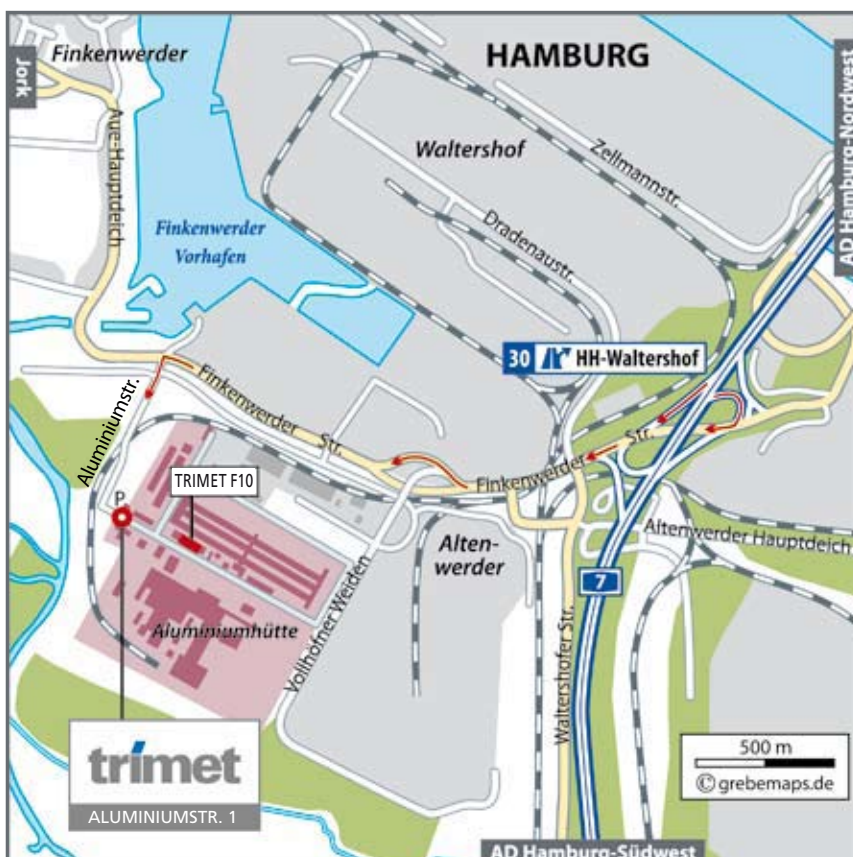 HAMBURG
Finkenwerder
Jork
Aue-Hauptdeich
Waltershof
Zellmannstr.
AD Hamburg-Nordwest
Finkenwerder
Vorhafen
Dradenaustr.
30 HH-Waltershof
Aluminiumstr.
Finkenwerder Str.
Finkenwerder Str.
TRIMET F10
P
Alten-
werder
Altenwerder Hauptdeich
7
Aluminiumhütte
Vollhöfner Weiden
Waltershofer Str.
trimet
ALUMINIUMSTR. 1
500 m
© grebemaps.de
AD Hamburg-Südwest